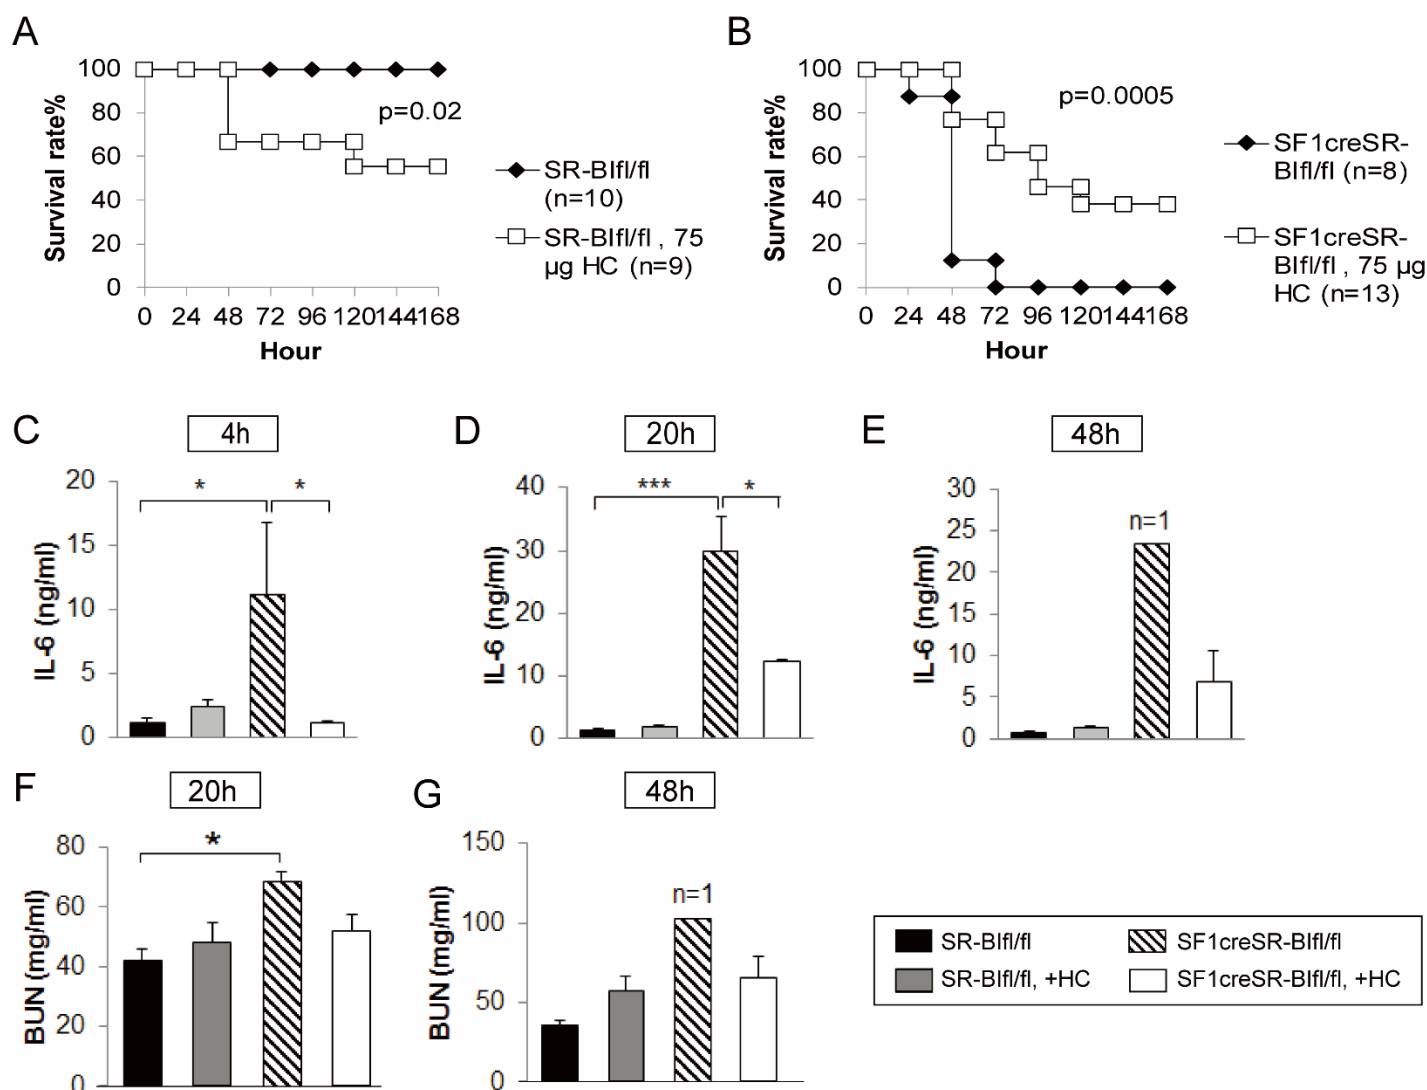 A
100
80
60
40
20
0
Survival rate%
p=0.02
0 24 48 72 96 120 144 168
Hour
SR-BIfl/fl
(n=10)
SR-BIfl/fl , 75
µg HC (n=9)
B
100
80
60
40
20
0
Survival rate%
p=0.0005
0 24 48 72 96 120 144 168
Hour
SF1creSR-
BIfl/fl (n=8)
SF1creSR-
BIfl/fl , 75 µg
HC (n=13)
C
4h
20
15
10
5
0
IL-6 (ng/ml)
* *
D
20h
40
30
20
10
0
IL-6 (ng/ml)
*** *
E
48h
30
25
20
15
10
5
0
IL-6 (ng/ml)
n=1
F
20h
80
60
40
20
0
BUN (mg/ml)
*
G
48h
150
100
50
0
BUN (mg/ml)
n=1
SR-BIfl/fl
SF1creSR-BIfl/fl
SR-BIfl/fl, +HC
SF1creSR-BIfl/fl, +HC